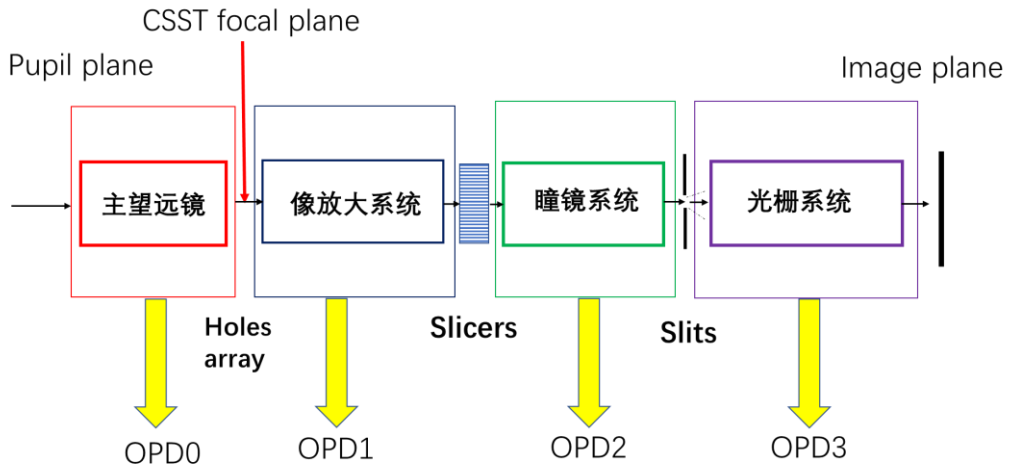 CSST focal plane
Pupil plane
Image plane
主望远镜
像放大系统
瞳镜系统
光栅系统
Holes
array
Slicers
Slits
OPD0
OPD1
OPD2
OPD3